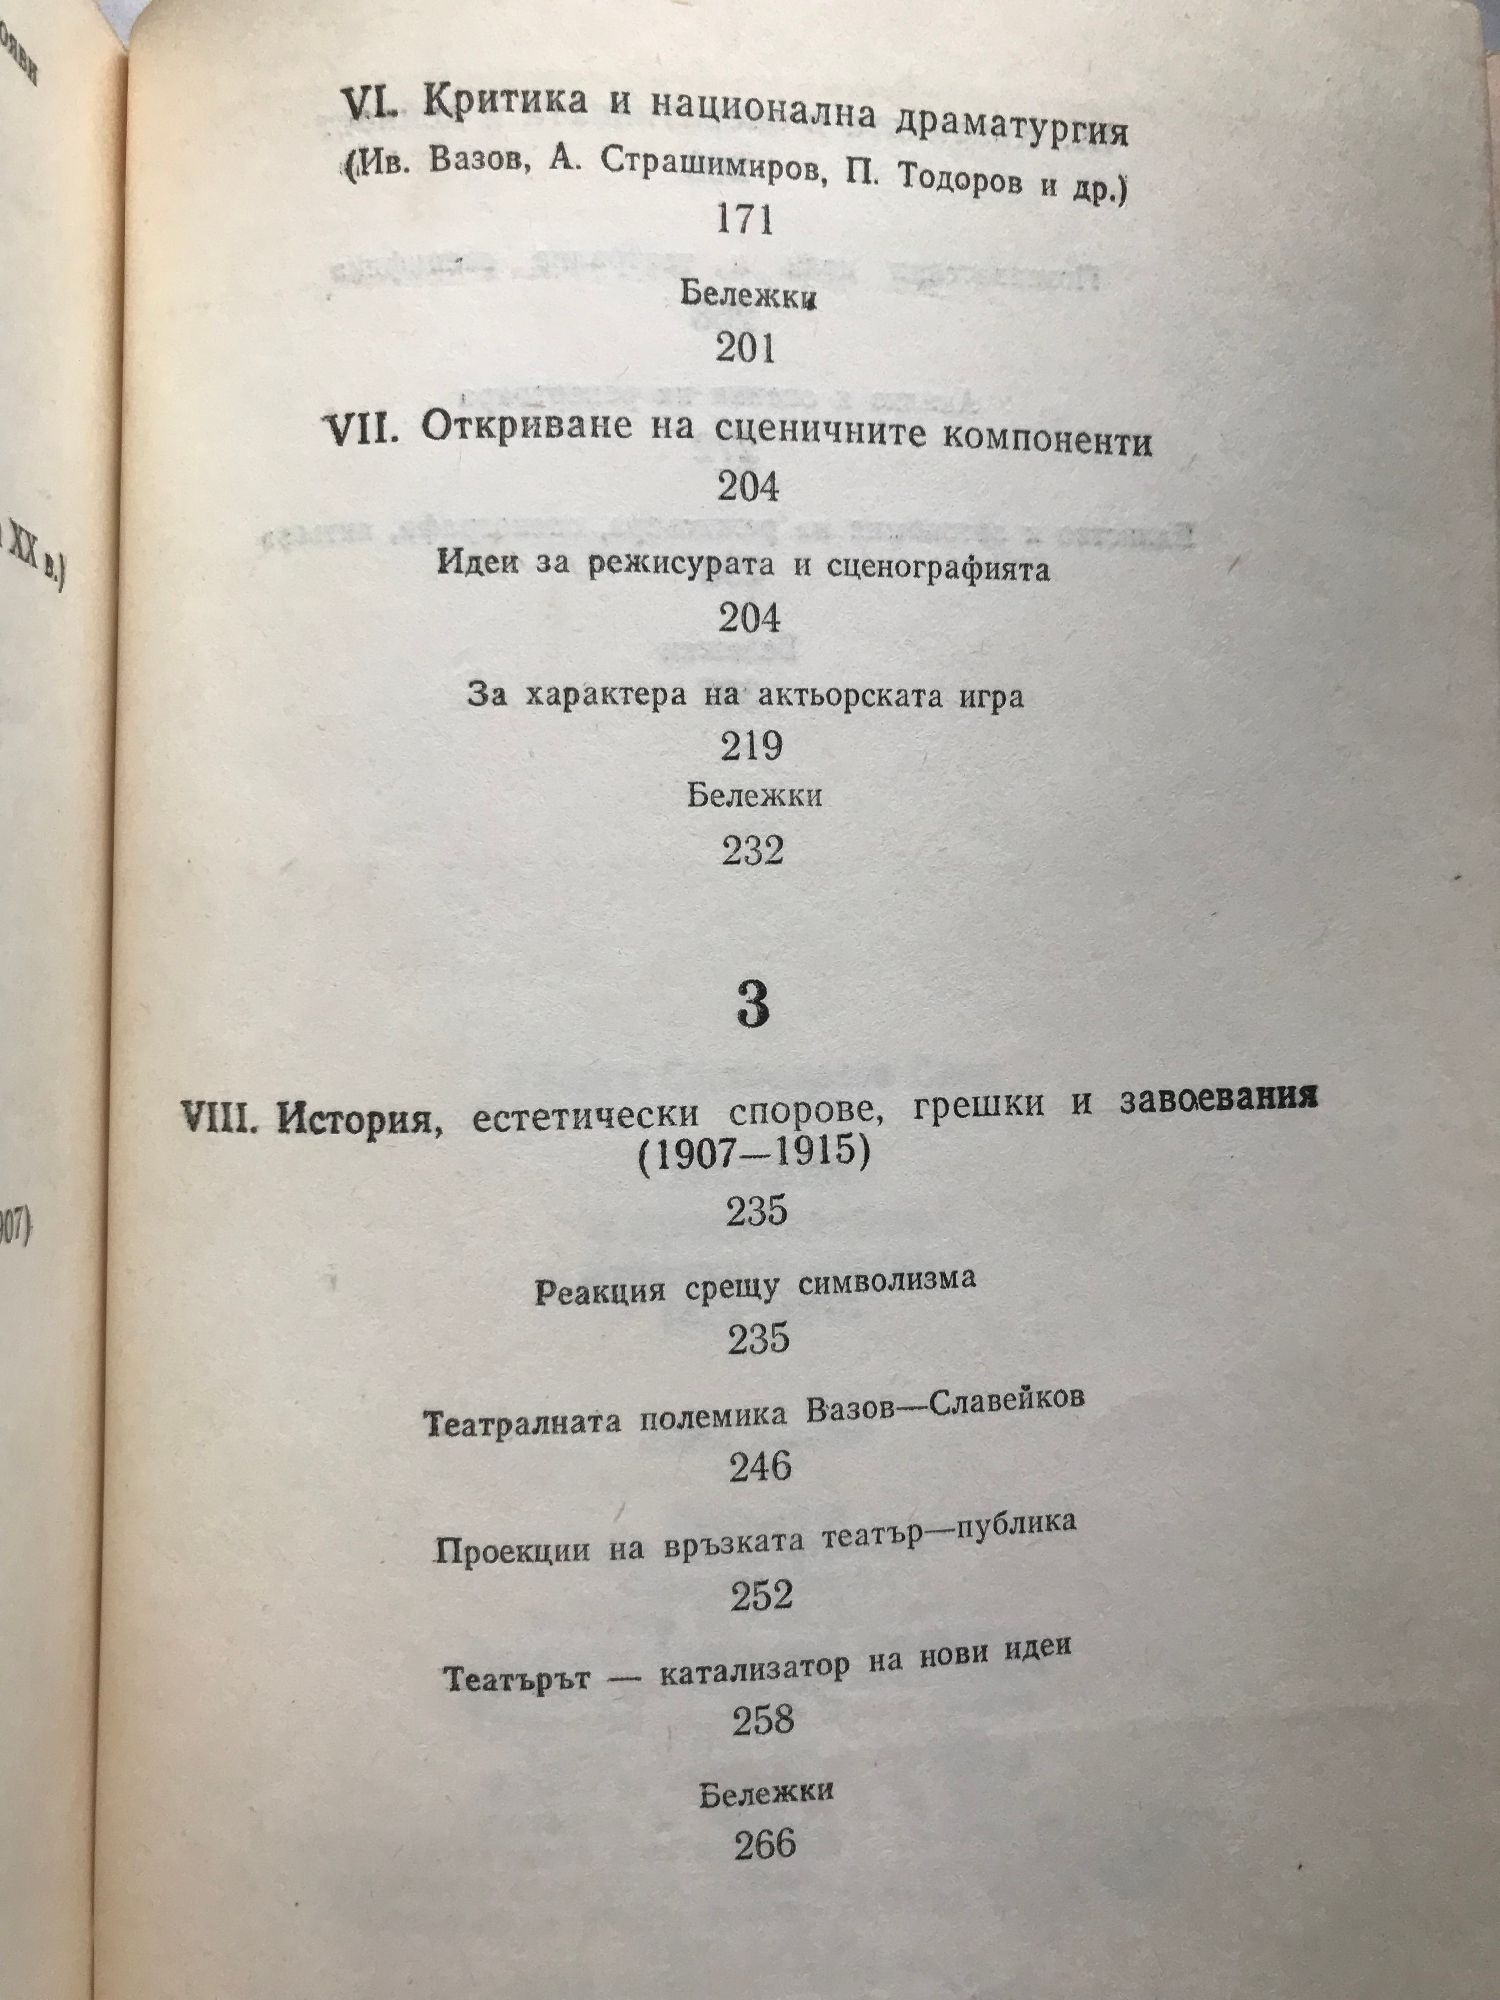 VI. Критика и национална драматургия
(Ив. Вазов, А. Страшимиров, П. Тодоров и др.)
171
Бележки
201
VII. Откриване на сценичните компоненти
204
Идеи за режисурата и сценографията
204
За характера на актьорската игра
219
Бележки
232
3
VIII. История, естетически спорове, грешки и завоевания
(1907—1915)
235
Реакция срещу символизма
235
Театралната полемика Вазов—Славейков
246
Проекции на връзката театър—публика
252
Театърът — катализатор на нови идеи
258
Бележки
266
XX в.)